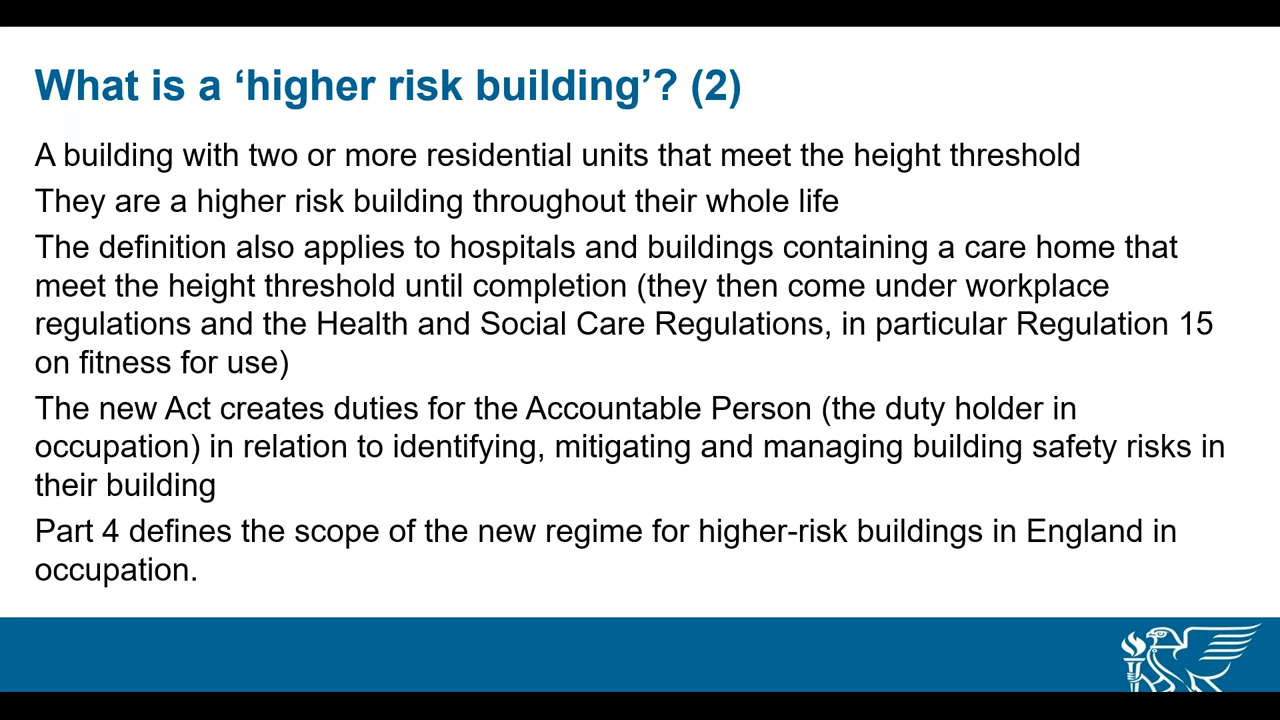 What is a ‘higher risk building’? (2)
A building with two or more residential units that meet the height threshold
They are a higher risk building throughout their whole life
The definition also applies to hospitals and buildings containing a care home that
meet the height threshold until completion (they then come under workplace
regulations and the Health and Social Care Regulations, in particular Regulation 15
on fitness for use)
The new Act creates duties for the Accountable Person (the duty holder in
occupation) in relation to identifying, mitigating and managing building safety risks in
their building
Part 4 defines the scope of the new regime for higher-risk buildings in England in
occupation.